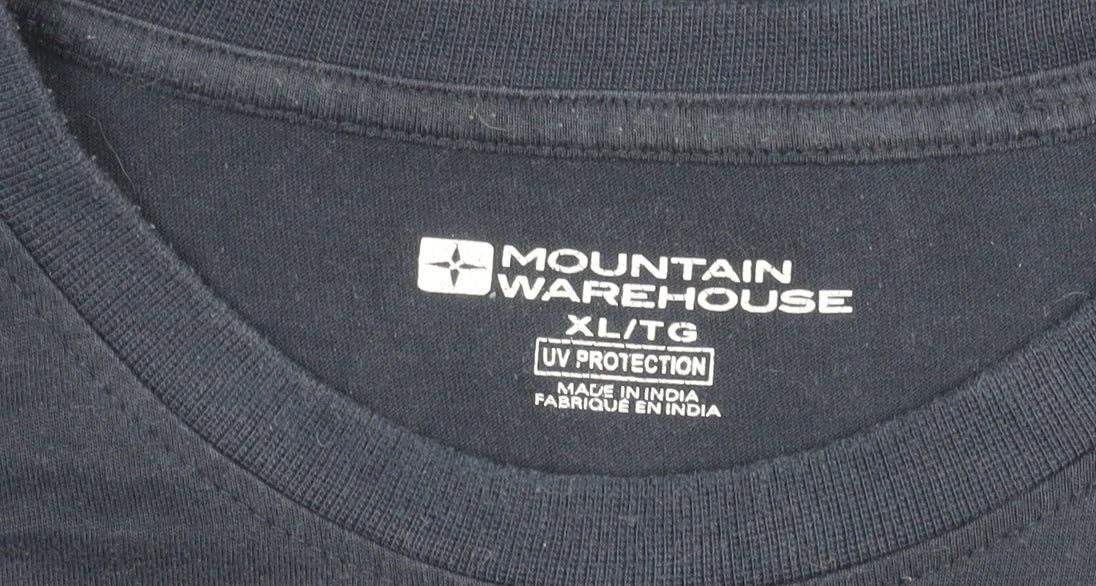 MOUNTAIN
WAREHOUSE
XL/TG
UV PROTECTION
MADE IN INDIA
FABRIQUÉ EN INDIA